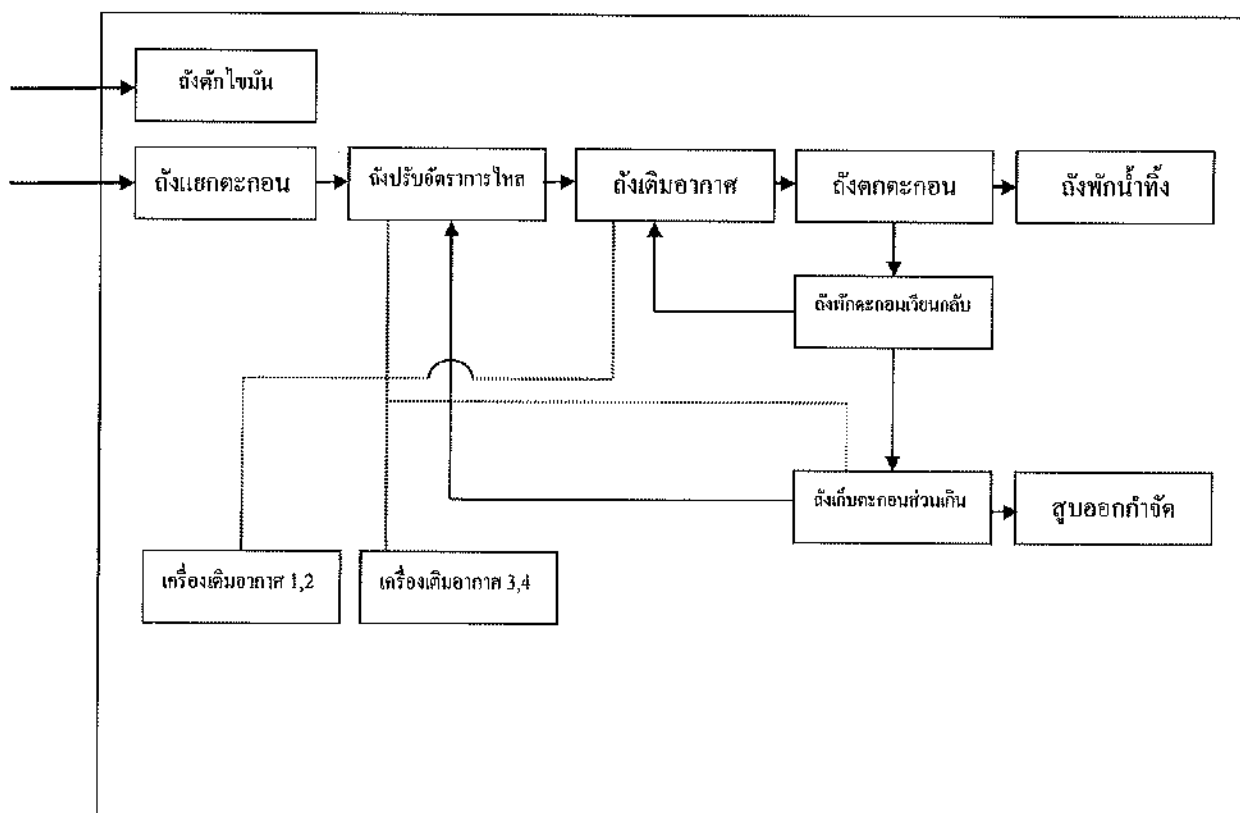 ถังดักไขมัน
ถังแยกตะกอน
ถังปรับอัตราการไหล
ถังเติมอากาศ
ถังตกตะกอน
ถังพักน้ำทิ้ง
ถังพักตะกอนเวียนกลับ
ถังเก็บตะกอนส่วนเกิน
สูบออกกำจัด
เครื่องเติมอากาศ 1,2
เครื่องเติมอากาศ 3,4